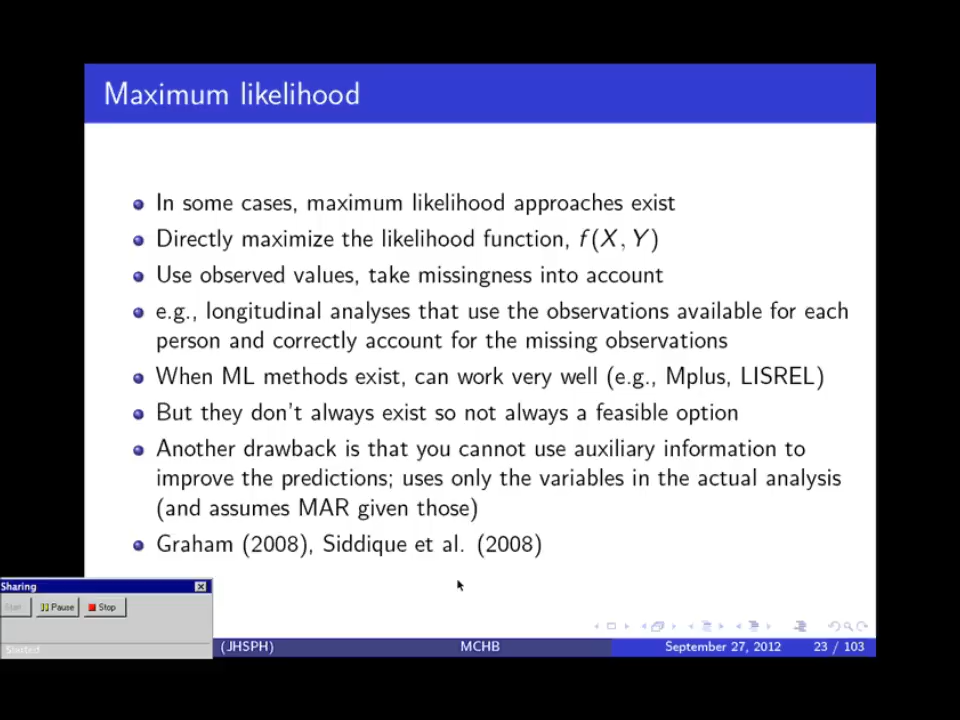 Maximum likelihood
In some cases, maximum likelihood approaches exist
Directly maximize the likelihood function, f(X, Y)
Use observed values, take missingness into account
e.g., longitudinal analyses that use the observations available for each
person and correctly account for the missing observations
When ML methods exist, can work very well (e.g., Mplus, LISREL)
But they don't always exist so not always a feasible option
Another drawback is that you cannot use auxiliary information to
improve the predictions; uses only the variables in the actual analysis
(and assumes MAR given those)
Graham (2008), Siddique et al. (2008)
Sharing
Start Pause Stop
Started
(JHSPH) MCHB September 27, 2012 23 / 103